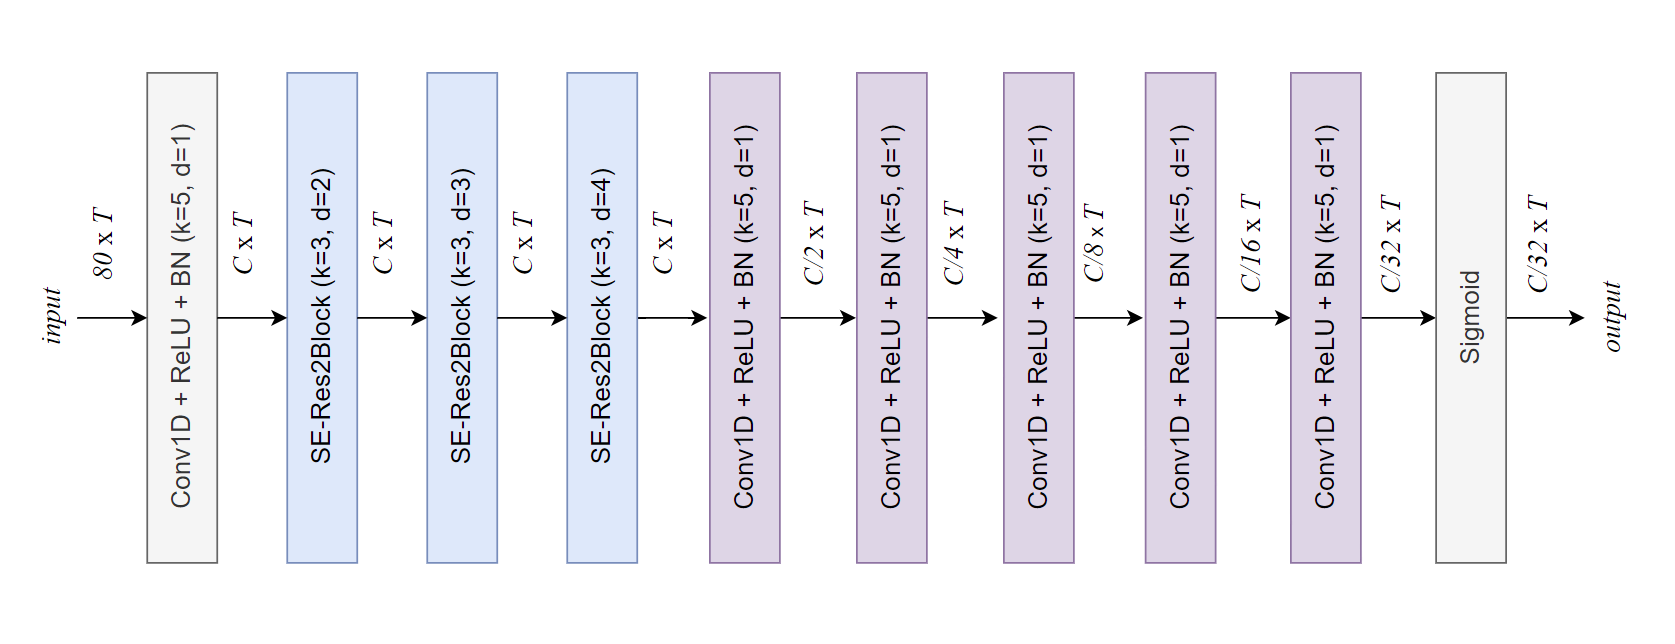 input
80 x T
Conv1D + ReLU + BN (k=5, d=1)
C x T
SE-Res2Block (k=3, d=2)
C x T
SE-Res2Block (k=3, d=3)
C x T
SE-Res2Block (k=3, d=4)
C x T
Conv1D + ReLU + BN (k=5, d=1)
C/2 x T
Conv1D + ReLU + BN (k=5, d=1)
C/4 x T
Conv1D + ReLU + BN (k=5, d=1)
C/8 x T
Conv1D + ReLU + BN (k=5, d=1)
C/16 x T
Conv1D + ReLU + BN (k=5, d=1)
C/32 x T
Sigmoid
C/32 x T
output